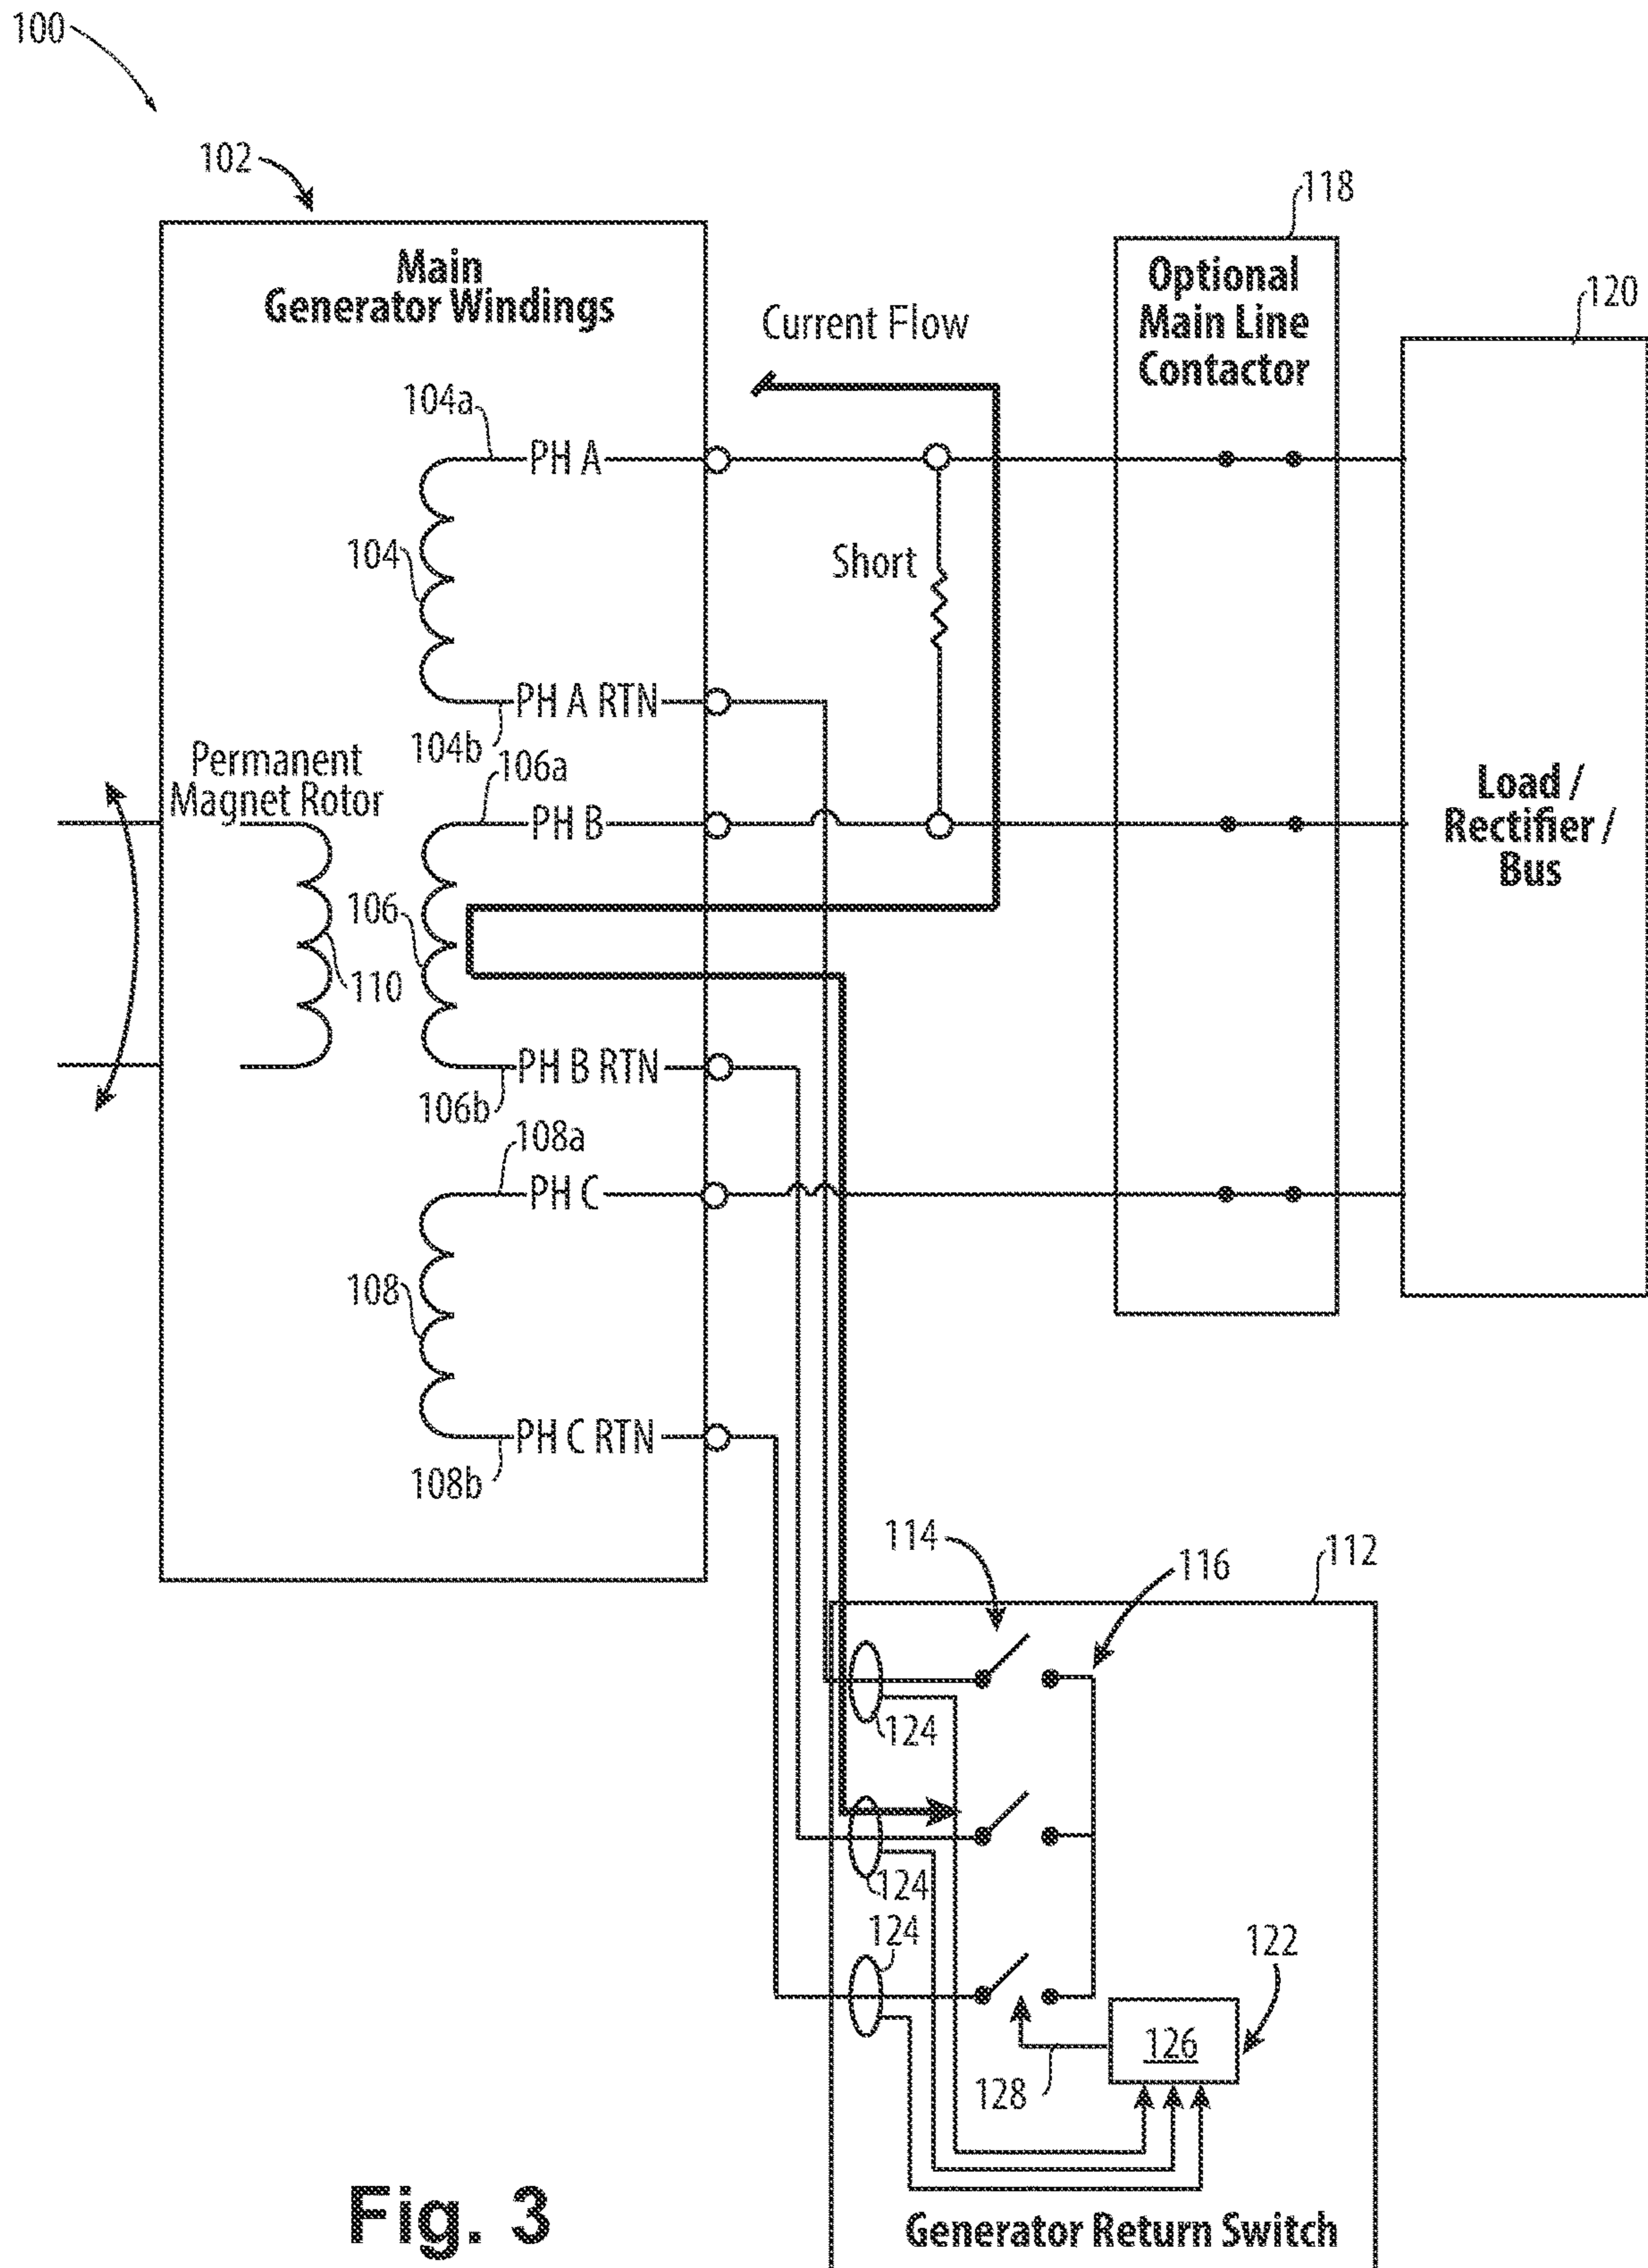 100
102
118
Main
Generator Windings
Optional
Main Line
Contactor
120
Current Flow
104a
PH A
104
Short
PH A RTN
104b
Permanent
Magnet Rotor
106a
PH B
Load /
Rectifier /
Bus
106
110
PH B RTN
106b
108a
PH C
108
PH C RTN
108b
114
116
112
124
124
124
122
126
128
Generator Return Switch
Fig. 3